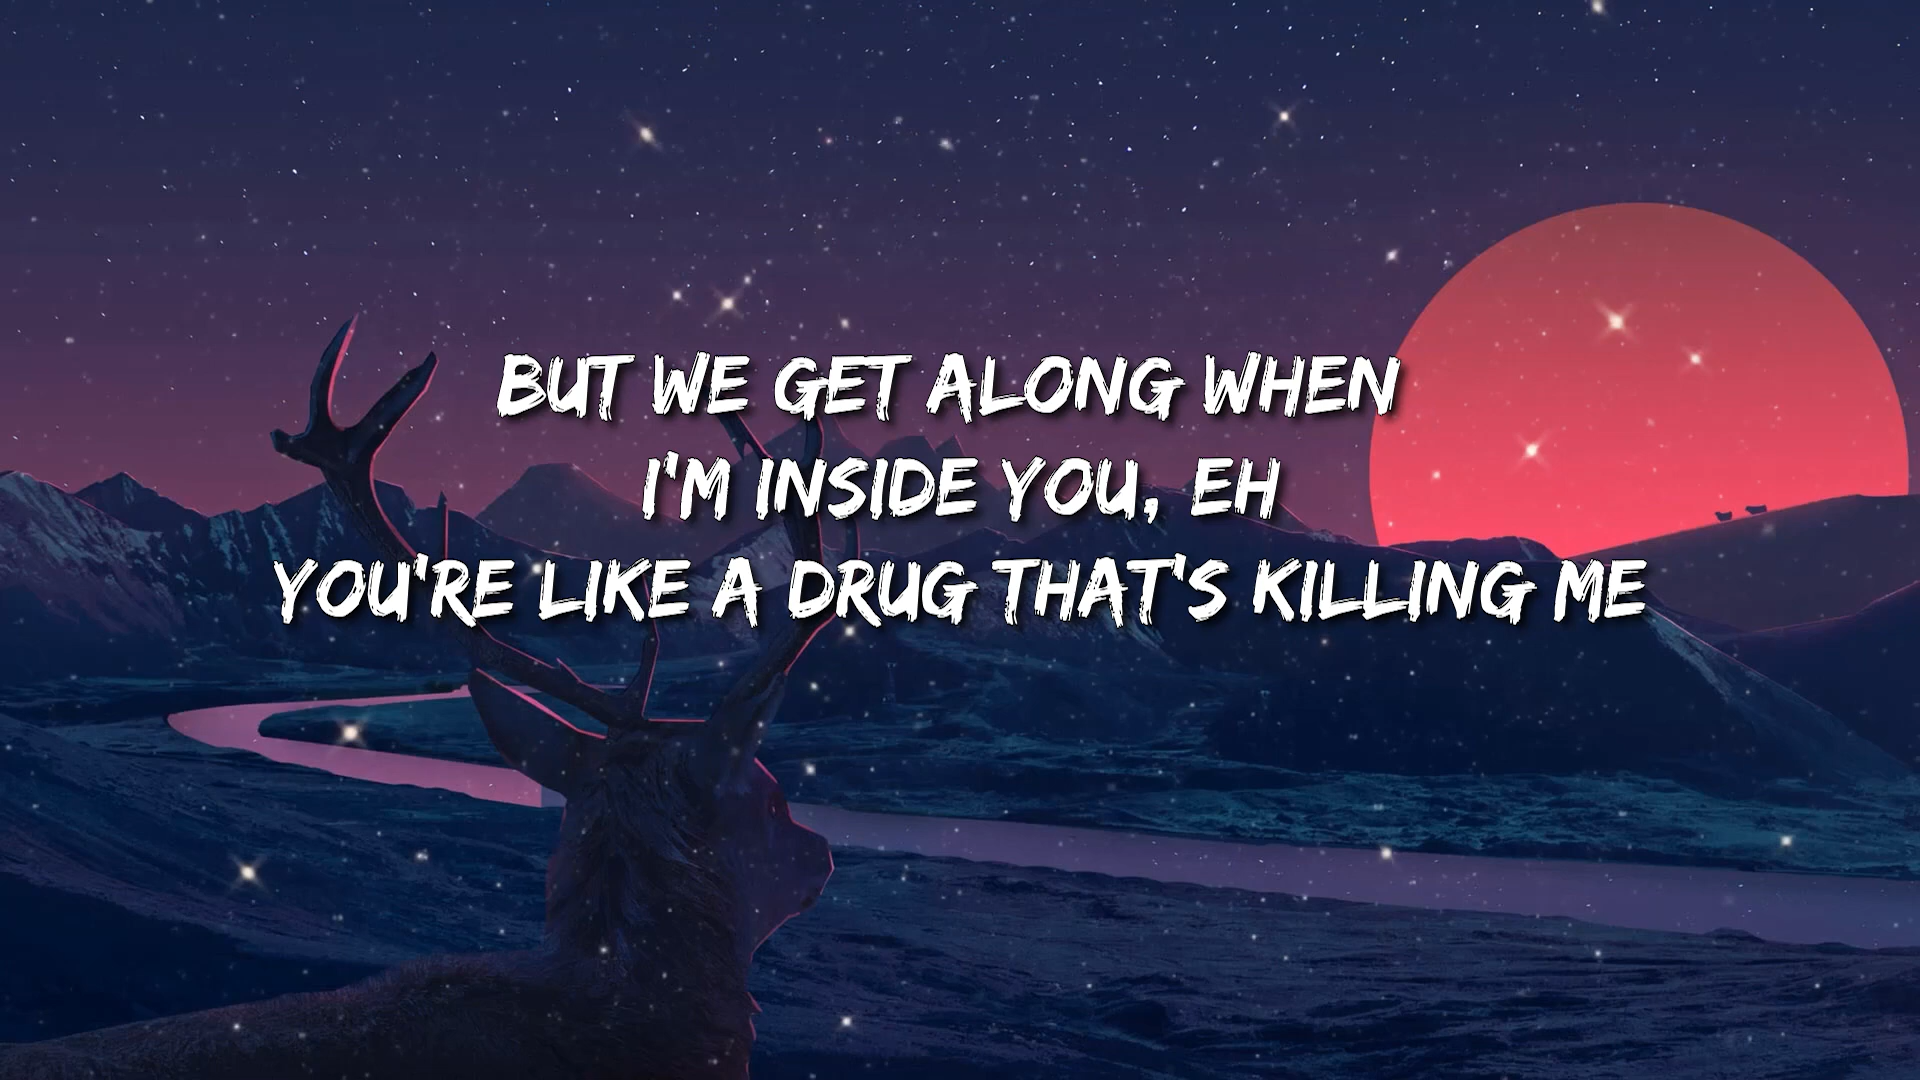 BUT WE GET ALONG WHEN
I'M INSIDE YOU, EH
YOU'RE LIKE A DRUG THAT'S KILLING ME